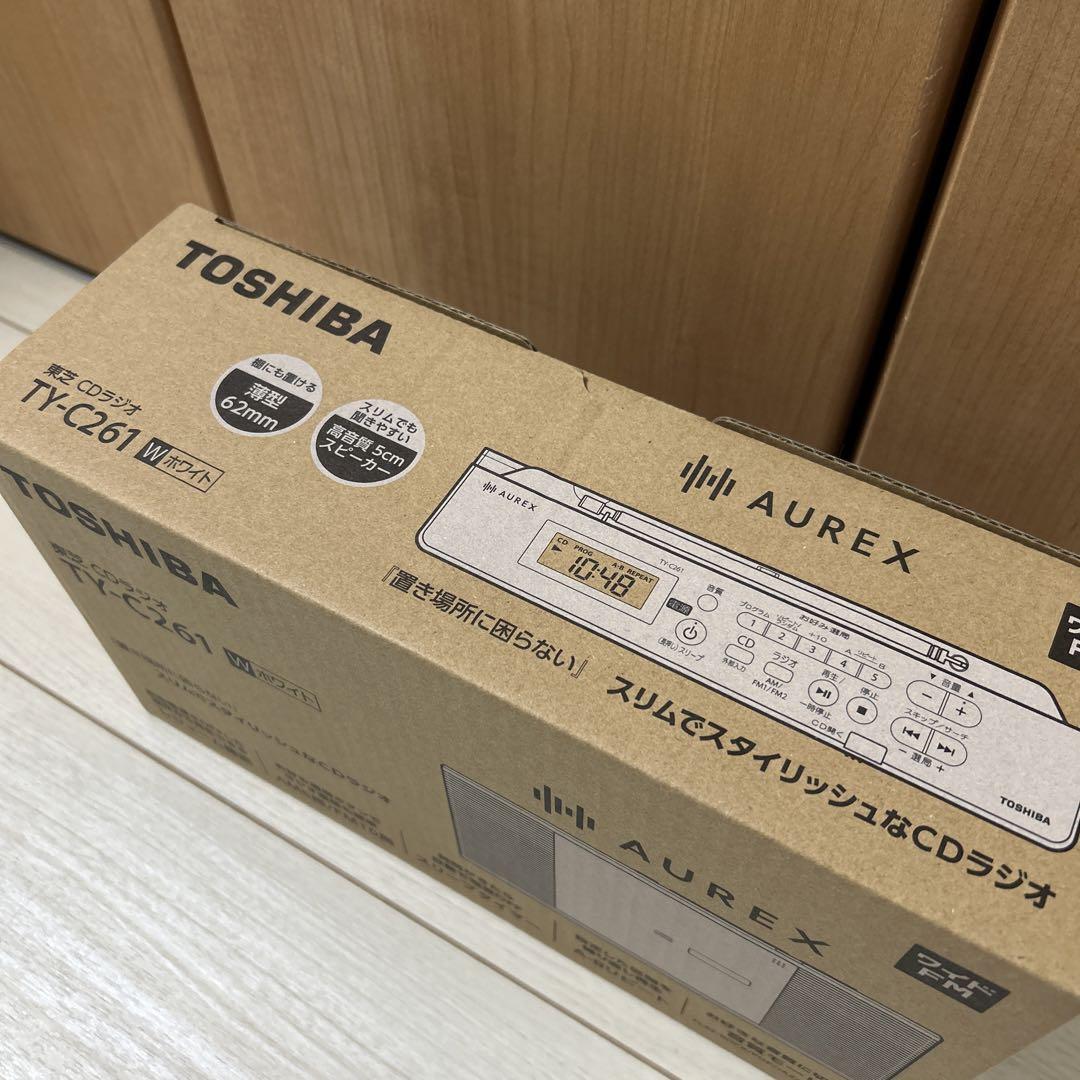 TOSHIBA
東芝 CDラジオ
TY-C261 W ホワイト
棚にも置ける
薄型
62mm
スリムでも
聞きやすい
高音質 5cm
スピーカー
AUREX
『置き場所に困らない』
スリムでスタイリッシュなCDラジオ
AUREX
CD PROG A-B REPEAT
10:48
TY-C261
音質
電源
(長押し)スリープ
プログラム
お好み選局
+10
A リピート B
1 2 3 4 5
CD
外部入力
ラジオ
AM/
FM1/FM2
再生/
一時停止
停止
CD開く
▼ 音量 ▲
− +
スキップ/サーチ
− 選局 +
TOSHIBA
TOSHIBA
東芝 CDラジオ
TY-C261 W ホワイト
AUREX
ワイド
FM